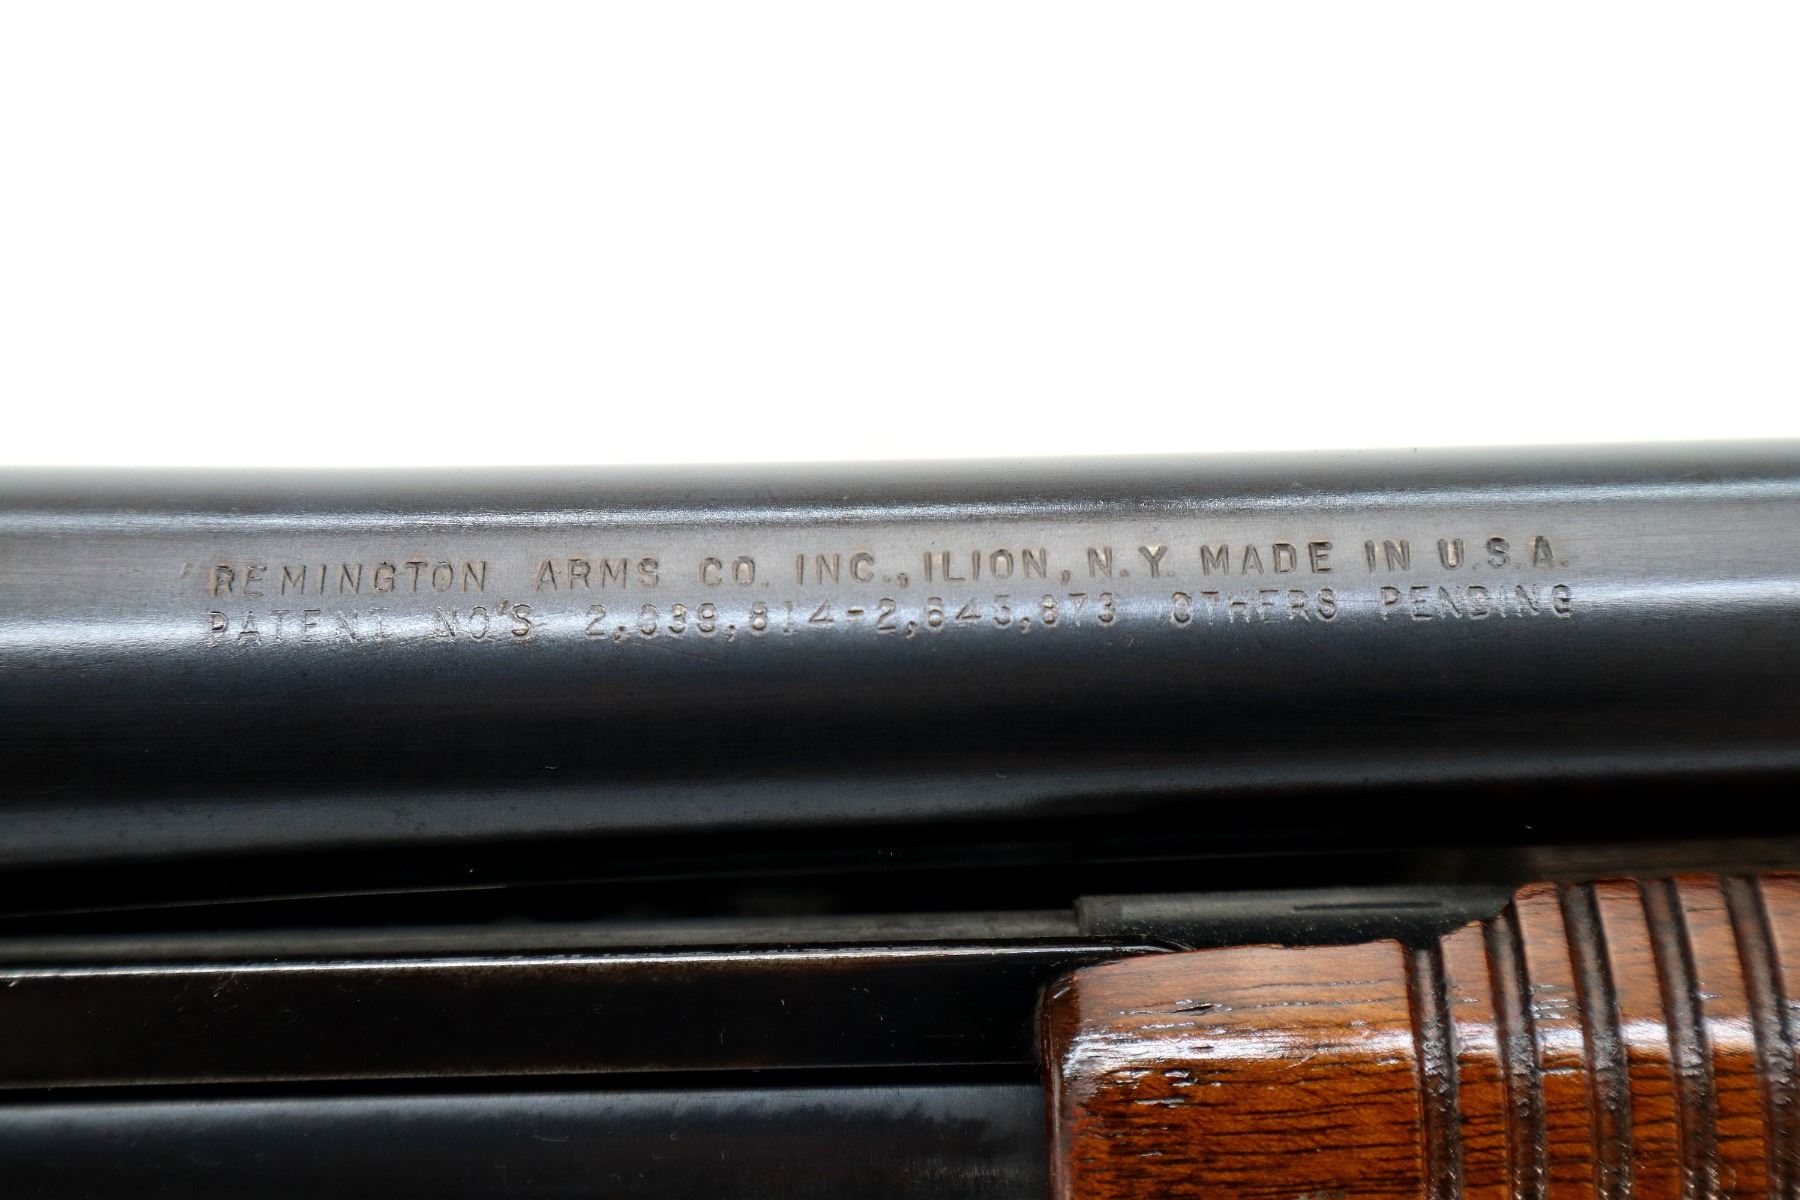 REMINGTON ARMS CO. INC., ILION, N.Y. MADE IN U.S.A.
PATENT NO'S 2,039,814-2,645,873 OTHERS PENDING